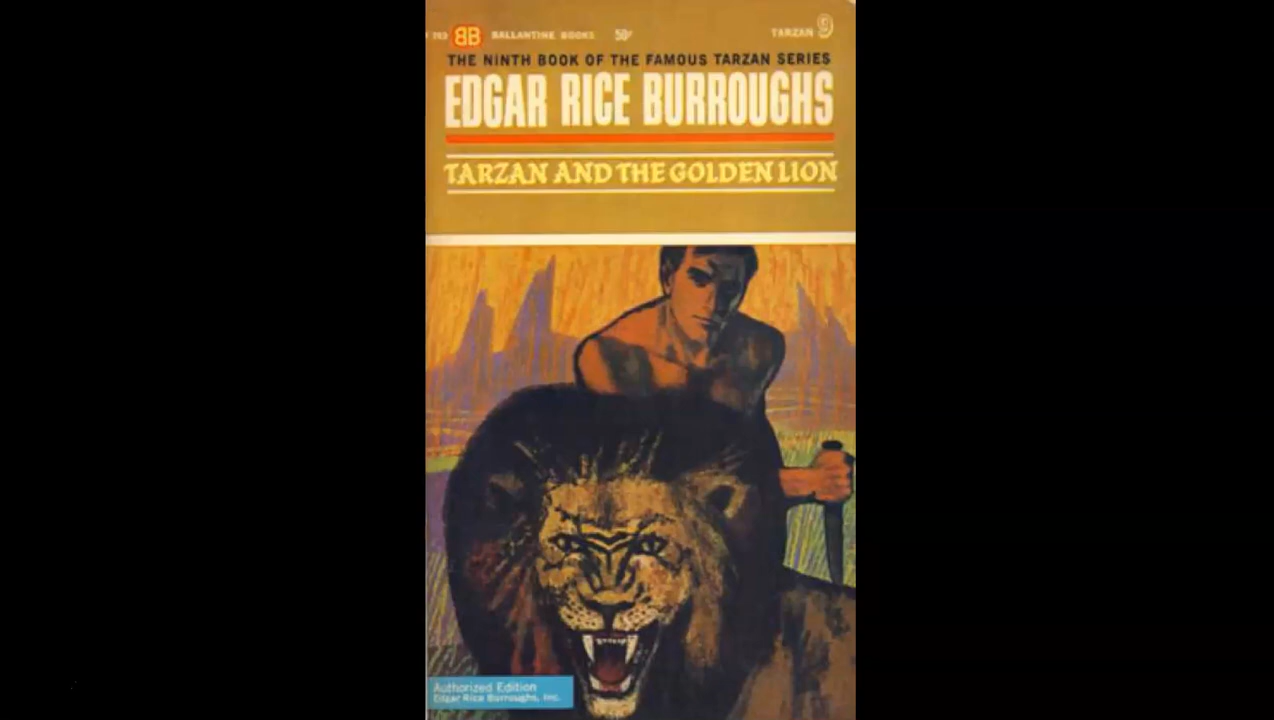 BB BALLANTINE BOOKS 50¢ TARZAN 9
THE NINTH BOOK OF THE FAMOUS TARZAN SERIES
EDGAR RICE BURROUGHS
TARZAN AND THE GOLDEN LION
Authorized Edition
Edgar Rice Burroughs, Inc.